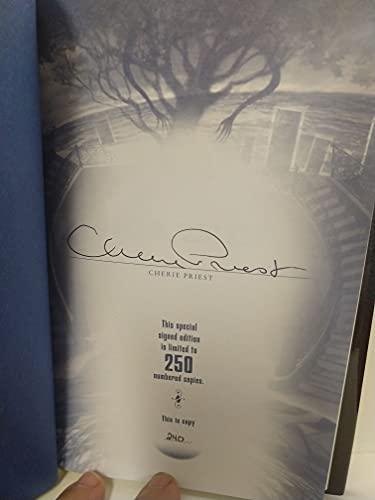 Cherie Priest
CHERIE PRIEST
This special
signed edition
is limited to
250
numbered copies.
This is copy
240